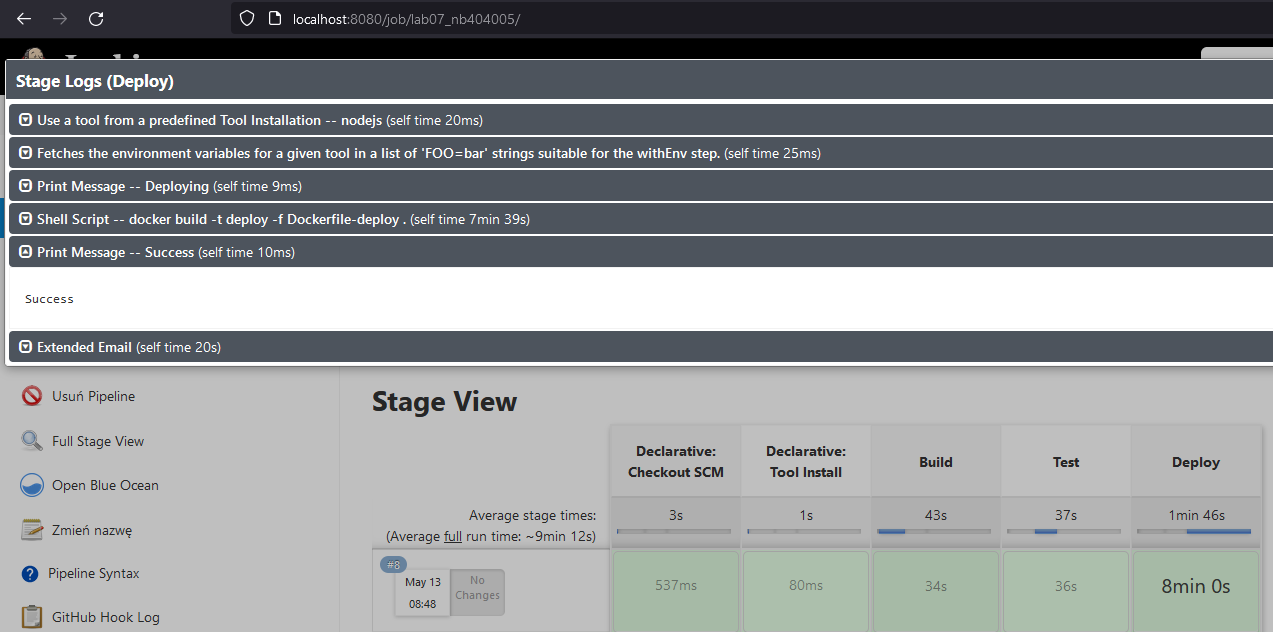 localhost:8080/job/lab07_nb404005/
Stage Logs (Deploy)
Use a tool from a predefined Tool Installation -- nodejs (self time 20ms)
Fetches the environment variables for a given tool in a list of 'FOO=bar' strings suitable for the withEnv step. (self time 25ms)
Print Message -- Deploying (self time 9ms)
Shell Script -- docker build -t deploy -f Dockerfile-deploy . (self time 7min 39s)
Print Message -- Success (self time 10ms)
Success
Extended Email (self time 20s)
Usuń Pipeline
Full Stage View
Open Blue Ocean
Zmień nazwę
Pipeline Syntax
GitHub Hook Log
Stage View
Declarative: Checkout SCM
Declarative: Tool Install
Build
Test
Deploy
Average stage times:
(Average full run time: ~9min 12s)
3s
1s
43s
37s
1min 46s
#8
May 13
08:48
No
Changes
537ms
80ms
34s
36s
8min 0s